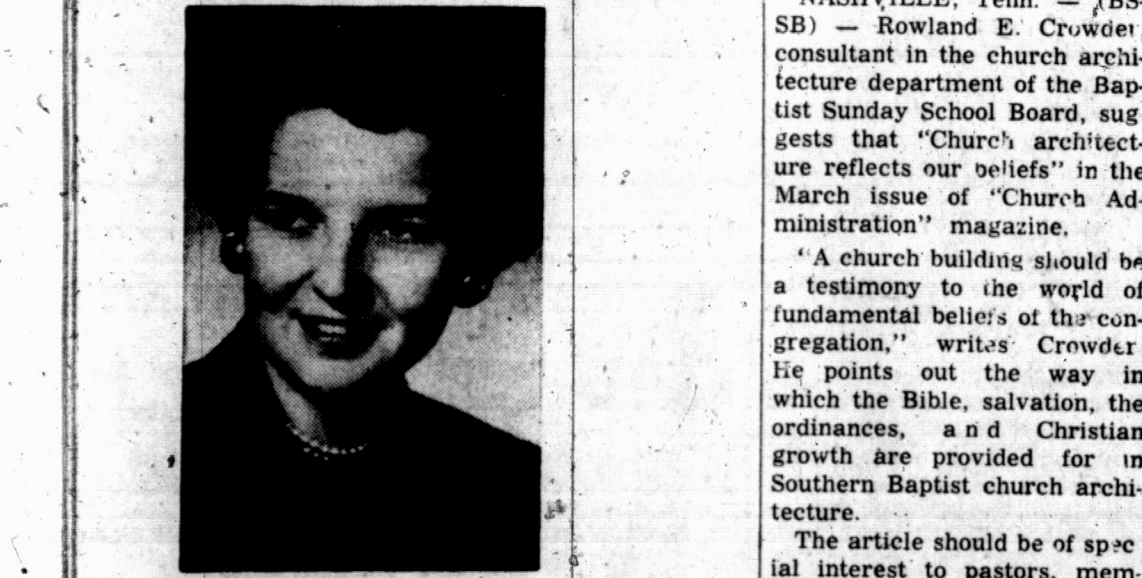 NASHVILLE, Tenn. — (BS-
SB) — Rowland E. Crowder,
consultant in the church archi-
tecture department of the Bap-
tist Sunday School Board, sug
gests that "Church architect-
ure reflects our beliefs" in the
March issue of "Church Ad-
ministration" magazine.
"A church building should be
a testimony to the world of
fundamental beliefs of the con-
gregation," writes Crowder
He points out the way in
which the Bible, salvation, the
ordinances, and Christian
growth are provided for in
Southern Baptist church archi-
tecture.
The article should be of spec
ial interest to pastors, mem-